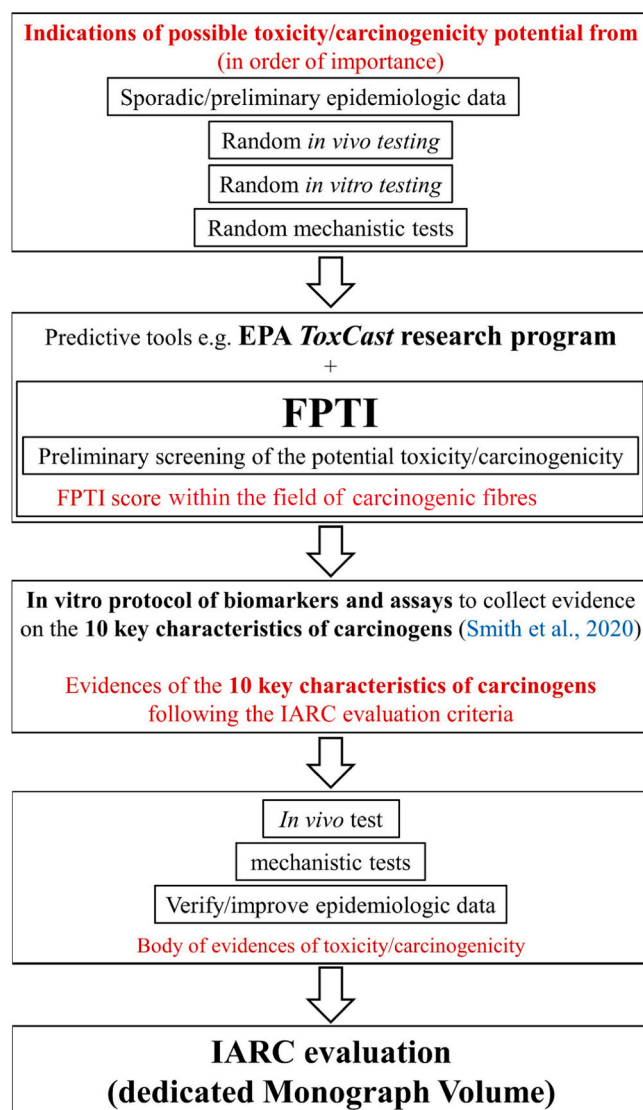 Indications of possible toxicity/carcinogenicity potential from
(in order of importance)
Sporadic/preliminary epidemiologic data
Random in vivo testing
Random in vitro testing
Random mechanistic tests
Predictive tools e.g. EPA ToxCast research program
+
FPTI
Preliminary screening of the potential toxicity/carcinogenicity
FPTI score within the field of carcinogenic fibres
In vitro protocol of biomarkers and assays to collect evidence
on the 10 key characteristics of carcinogens (Smith et al., 2020)
Evidences of the 10 key characteristics of carcinogens
following the IARC evaluation criteria
In vivo test
mechanistic tests
Verify/improve epidemiologic data
Body of evidences of toxicity/carcinogenicity
IARC evaluation
(dedicated Monograph Volume)